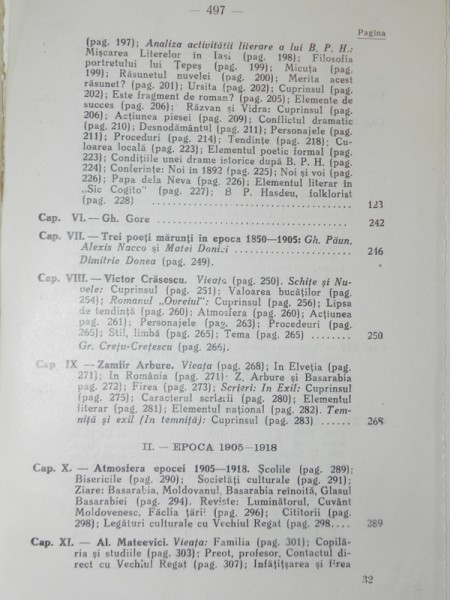 — 497 —
Pagina
(pag. 197); Analiza activității literare a lui B. P. H.:
Mișcarea Literelor în Iași (pag. 198); Filosofia
portretului lui Țepeș (pag. 199); Micuța (pag.
199); Răsunetul nuvelei (pag. 200); Merita acest
răsunet? (pag. 201); Ursita (pag. 202); Cuprinsul (pag.
202); Este fragment de roman? (pag. 205); Elemente de
succes (pag. 206); Răzvan și Vidra: Cuprinsul (pag.
206); Acțiunea piesei (pag. 209); Conflictul dramatic
(pag. 210); Desnodământul (pag. 211); Personajele (pag.
211); Proceduri (pag. 214); Tendințe (pag. 218); Cu-
loarea locală (pag. 223); Elementul poetic formal (pag.
223); Condițiile unei drame istorice după B. P. H. (pag.
224); Conferințe: Noi în 1892 (pag. 225); Noi și voi (pag.
226); Papa dela Neva (pag. 226); Elementul literar în
"Sic Cogito" (pag. 227); B. P. Hasdeu, folklorist
(pag. 228) . . . . . . . . . . 123
Cap. VI. — Gh. Gore . . . . . . . . . . 242
Cap. VII. — Trei poeți mărunți în epoca 1850—1905: Gh. Păun,
Alexis Nacco și Matei Donici . . . . . . . . . . 246
Dimitrie Donea (pag. 249).
Cap. VIII. — Victor Crăsescu. Vieața (pag. 250). Schițe și Nu-
vele: Cuprinsul (pag. 251); Valoarea bucăților (pag.
254); Romanul „Ovreiul": Cuprinsul (pag. 256); Lipsa
de tendință (pag. 260); Atmosfera (pag. 260); Acțiunea
pag. 261); Personajele (pag. 263); Procedeuri (pag.
265); Stil, limbă (pag. 265); Tema (pag. 265) . . . . . . 250
Gr. Crețu-Crețescu (pag. 265).
Cap IX — Zamfir Arbure. Vieața (pag. 268); In Elveția (pag.
271); In România (pag. 271); Z. Arbure și Basarabia
pag. 272); Firea (pag. 273); Scrieri: In Exil: Cuprinsul
(pag. 275); Caracterul scrierii (pag. 280); Elementul
literar (pag. 281); Elementul național (pag. 282). Tem-
niță și exil (In temniță): Cuprinsul (pag. 283) . . . . . . 268
II. — EPOCA 1905-1918
Cap. X. — Atmosfera epocei 1905—1918. Școlile (pag. 289);
Bisericile (pag. 290); Societăți culturale (pag. 291);
Ziare: Basarabia, Moldovanul, Basarabia reînoită, Glasul
Basarabiei (pag. 294). Reviste: Luminătorul, Cuvânt
Moldovenesc, Făclia țării (pag. 296); Cititorii (pag.
298); Legături culturale cu Vechiul Regat (pag. 298.... 289
Cap. XI. — Al. Mateevici. Vieața: Familia (pag. 301); Copilă-
ria și studiile (pag. 303); Preot, profesor, Contactul di-
rect cu Vechiul Regat (pag. 307); Infățișarea și firea
32